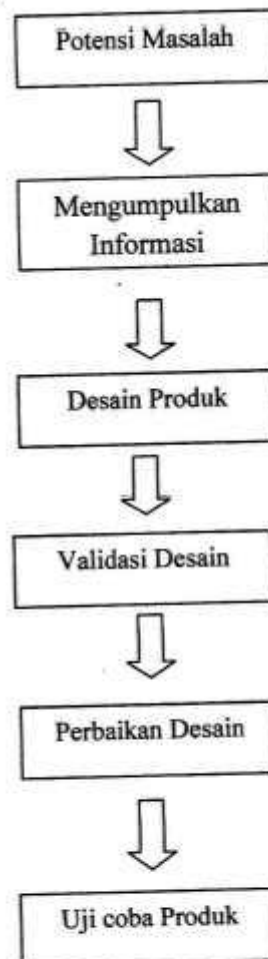 Potensi Masalah
Mengumpulkan
Informasi
Desain Produk
Validasi Desain
Perbaikan Desain
Uji coba Produk